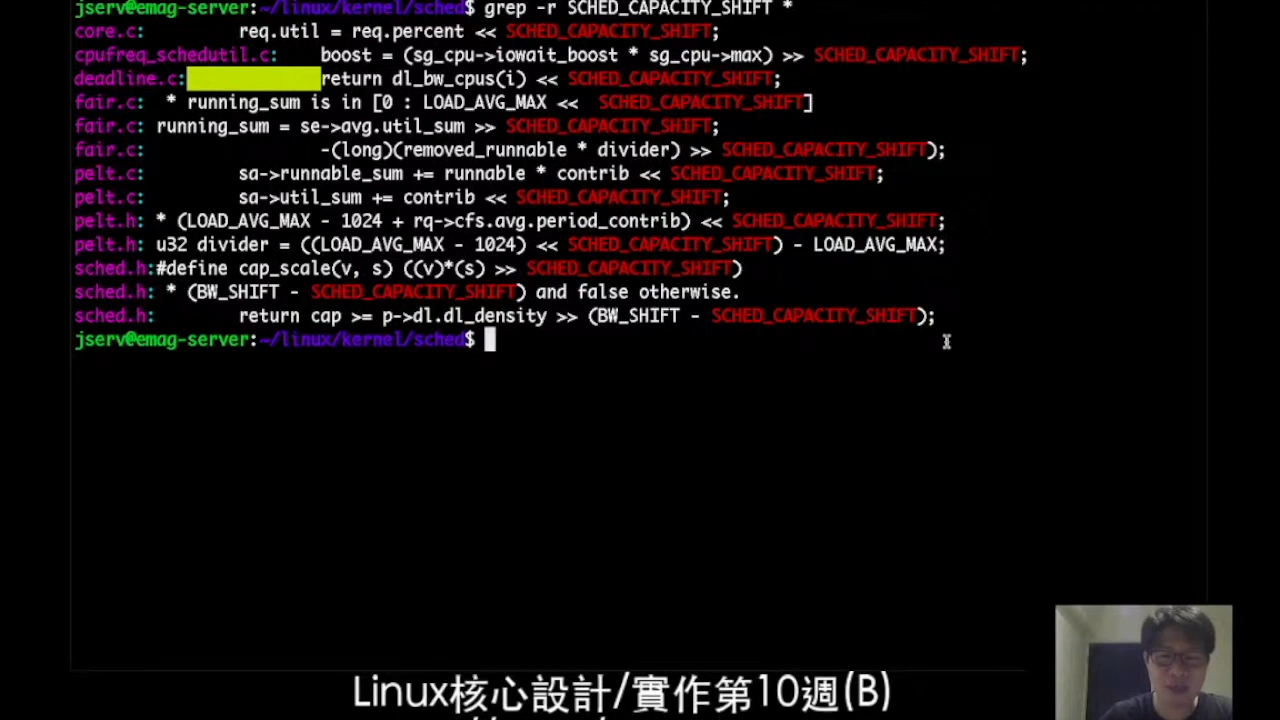 jserv@emag-server:~/linux/kernel/sched$ grep -r SCHED_CAPACITY_SHIFT *
core.c:         req.util = req.percent << SCHED_CAPACITY_SHIFT;
cpufreq_schedutil.c:    boost = (sg_cpu->iowait_boost * sg_cpu->max) >> SCHED_CAPACITY_SHIFT;
deadline.c:             return dl_bw_cpus(i) << SCHED_CAPACITY_SHIFT;
fair.c:  * running_sum is in [0 : LOAD_AVG_MAX <<  SCHED_CAPACITY_SHIFT]
fair.c: running_sum = se->avg.util_sum >> SCHED_CAPACITY_SHIFT;
fair.c:                 -(long)(removed_runnable * divider) >> SCHED_CAPACITY_SHIFT);
pelt.c:         sa->runnable_sum += runnable * contrib << SCHED_CAPACITY_SHIFT;
pelt.c:         sa->util_sum += contrib << SCHED_CAPACITY_SHIFT;
pelt.h: * (LOAD_AVG_MAX - 1024 + rq->cfs.avg.period_contrib) << SCHED_CAPACITY_SHIFT;
pelt.h: u32 divider = ((LOAD_AVG_MAX - 1024) << SCHED_CAPACITY_SHIFT) - LOAD_AVG_MAX;
sched.h:#define cap_scale(v, s) ((v)*(s) >> SCHED_CAPACITY_SHIFT)
sched.h: * (BW_SHIFT - SCHED_CAPACITY_SHIFT) and false otherwise.
sched.h:        return cap >= p->dl.dl_density >> (BW_SHIFT - SCHED_CAPACITY_SHIFT);
jserv@emag-server:~/linux/kernel/sched$
Linux核心設計/實作第10週(B)